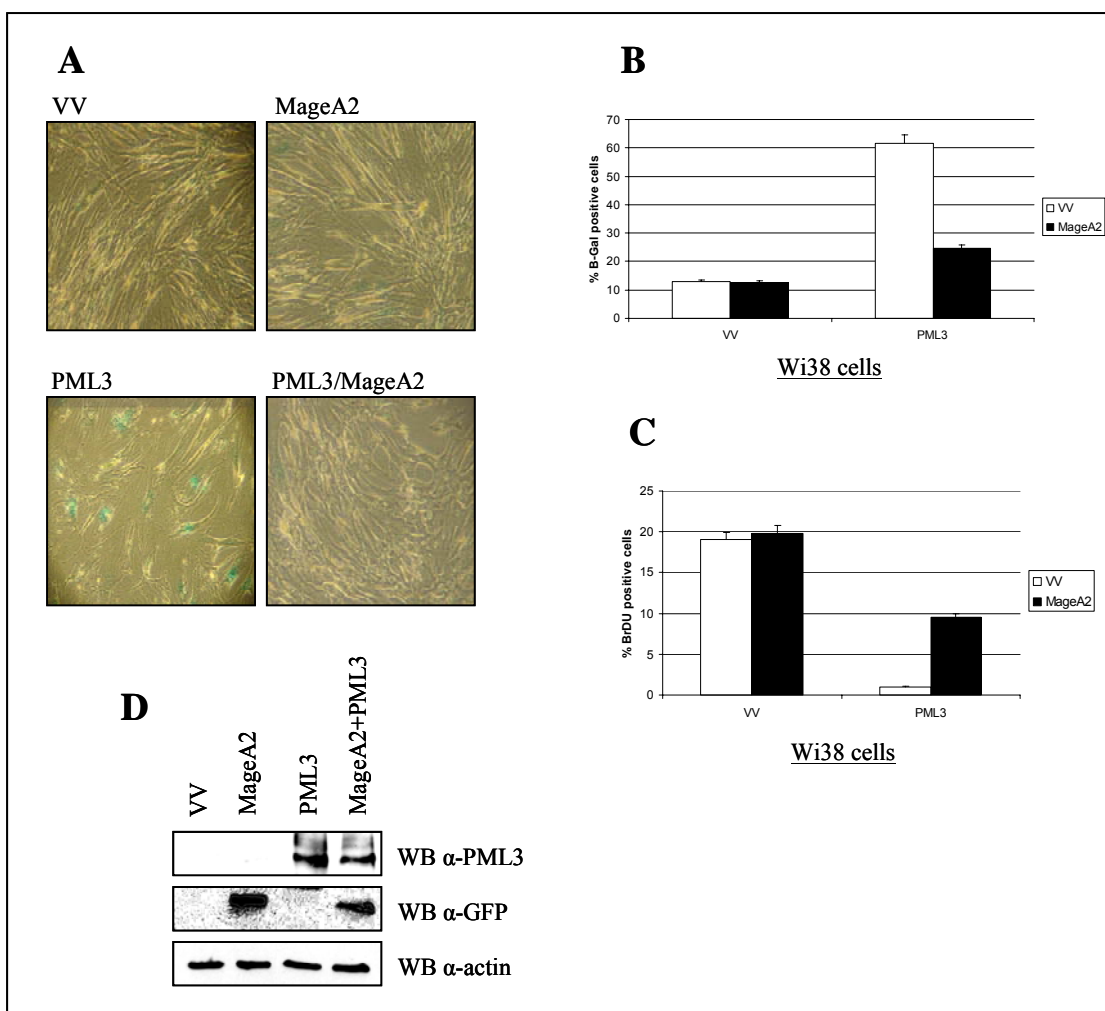 A
VV
MageA2
PML3
PML3/MageA2
B
70
60
50
40
30
20
10
0
% B-Gal positive cells
VV
PML3
VV
MageA2
Wi38 cells
C
25
20
15
10
5
0
% BrDU positive cells
VV
PML3
VV
MageA2
Wi38 cells
D
VV
MageA2
PML3
MageA2+PML3
WB α-PML3
WB α-GFP
WB α-actin